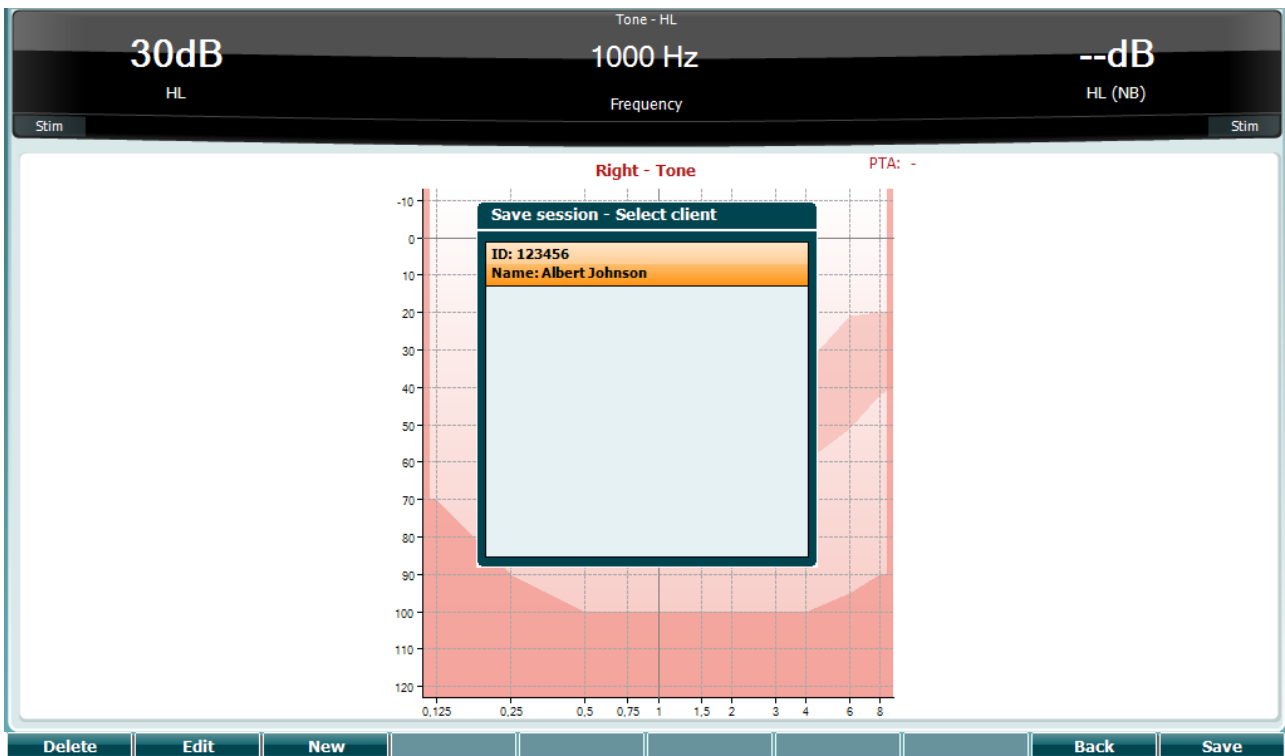 Tone - HL
30dB
1000 Hz
--dB
HL
Frequency
HL (NB)
Stim
Stim
Right - Tone
PTA: -
Save session - Select client
ID: 123456
Name: Albert Johnson
-10
0
10
20
30
40
50
60
70
80
90
100
110
120
0,125 0,25 0,5 0,75 1 1,5 2 3 4 6 8
Delete Edit New Back Save